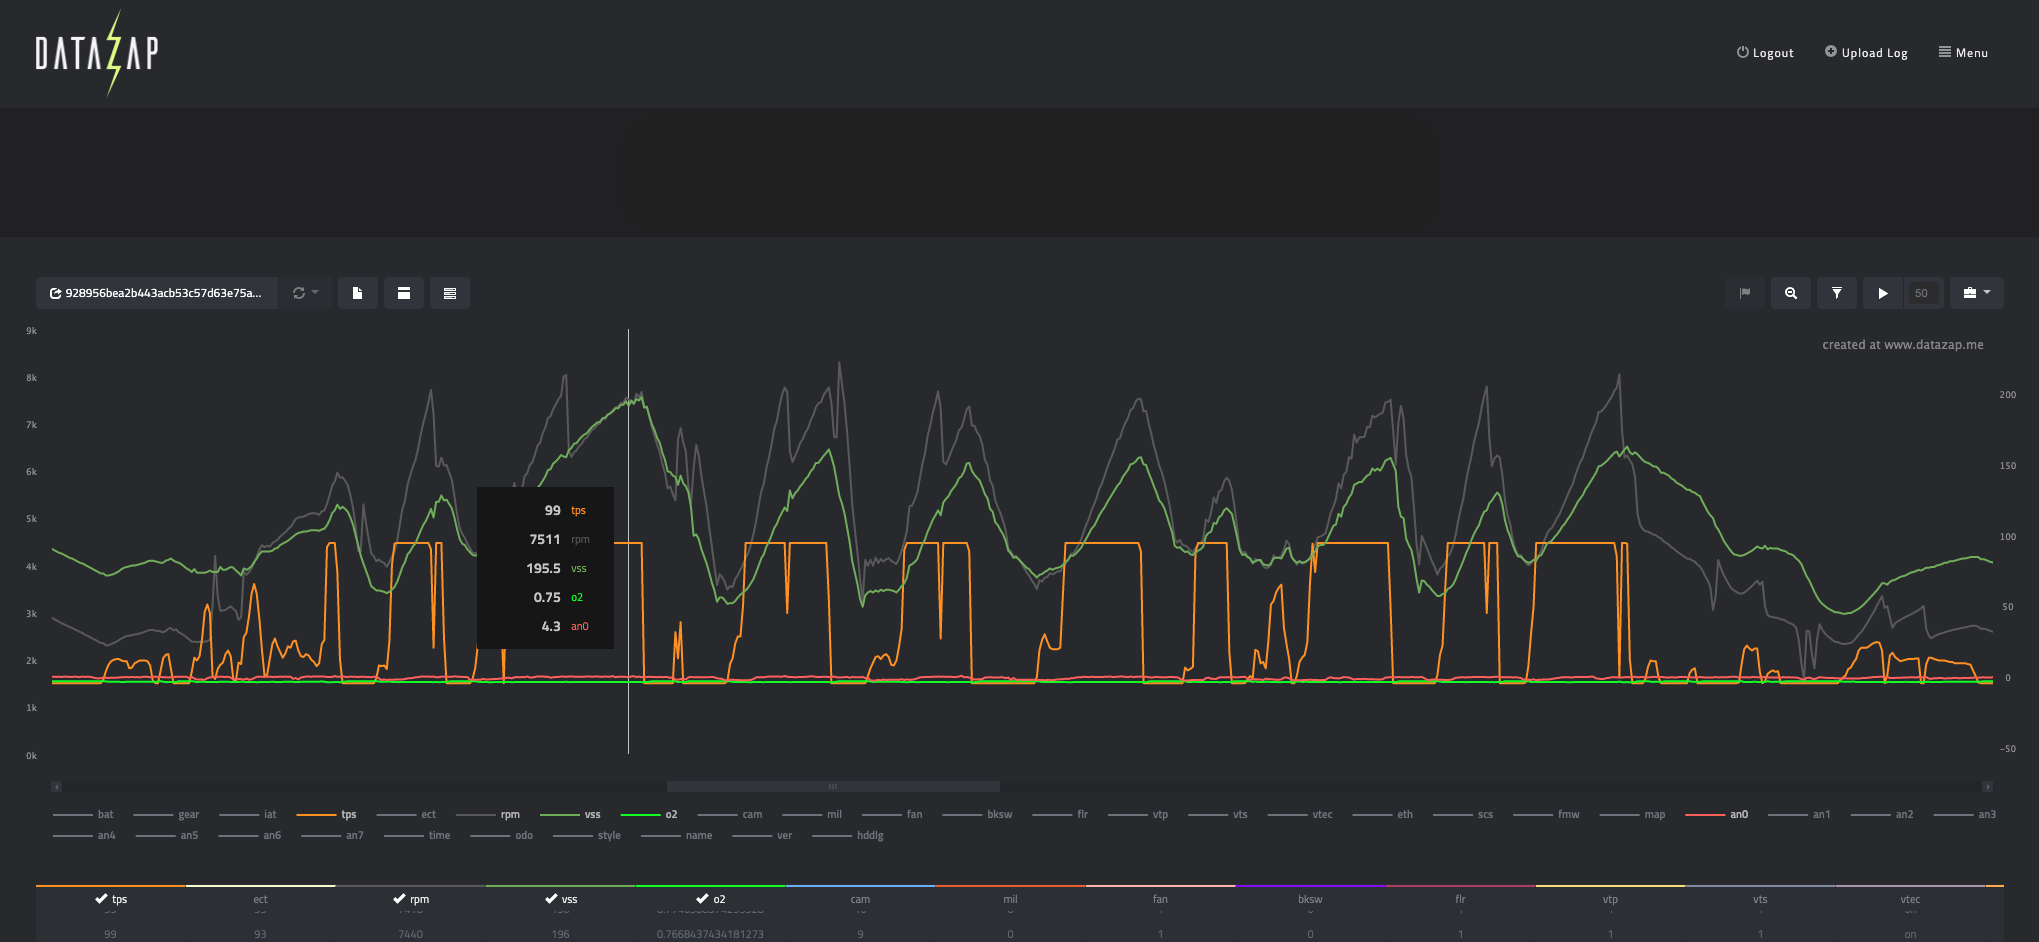 DATAZAP
Logout Upload Log Menu
928956bea2b443acb53c57d63e75a... 50
created at www.datazap.me
9k
8k
7k
6k
5k
4k
3k
2k
1k
0k
200
150
100
50
0
-50
99 tps
7511 rpm
195.5 vss
0.75 o2
4.3 an0
bat gear iat tps ect rpm vss o2 cam mil fan bksw flr vtp vts vtec eth scs fmw map an0 an1 an2 an3
an4 an5 an6 an7 time odo style name ver hddlg
tps ect rpm vss o2 cam mil fan bksw flr vtp vts vtec
99 93 7440 196 0.7668437434181273 9 0 1 0 1 1 1 on